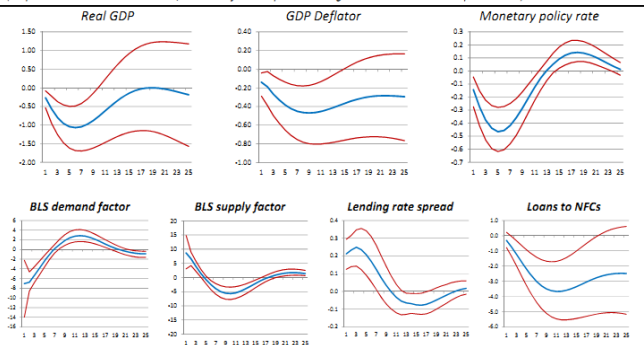 Real GDP GDP Deflator Monetary policy rate
1.50 0.40 0.3
1.00 0.20 0.2
0.50 0.00 0.1
0.00 -0.20 0.0
-0.50 -0.40 -0.1
-1.00 -0.60 -0.2
-1.50 -0.80 -0.3
-2.00 -1.00 -0.4
-0.5
-0.6
-0.7
1 3 5 7 9 11 13 15 17 19 21 23 25
1 3 5 7 9 11 13 15 17 19 21 23 25
1 3 5 7 9 11 13 15 17 19 21 23 25
BLS demand factor BLS supply factor Lending rate spread Loans to NFCs
6 20 0.4 1.0
4 15 0.3 0.0
2 10 0.2 -1.0
0 5 0.1 -2.0
-2 0 0.0 -3.0
-4 -5 -0.1 -4.0
-6 -10 -0.2 -5.0
-8 -15 -6.0
-10 -20
-12
-14
-16
1 3 5 7 9 11 13 15 17 19 21 23 25
1 3 5 7 9 11 13 15 17 19 21 23 25
1 3 5 7 9 11 13 15 17 19 21 23 25
1 3 5 7 9 11 13 15 17 19 21 23 25